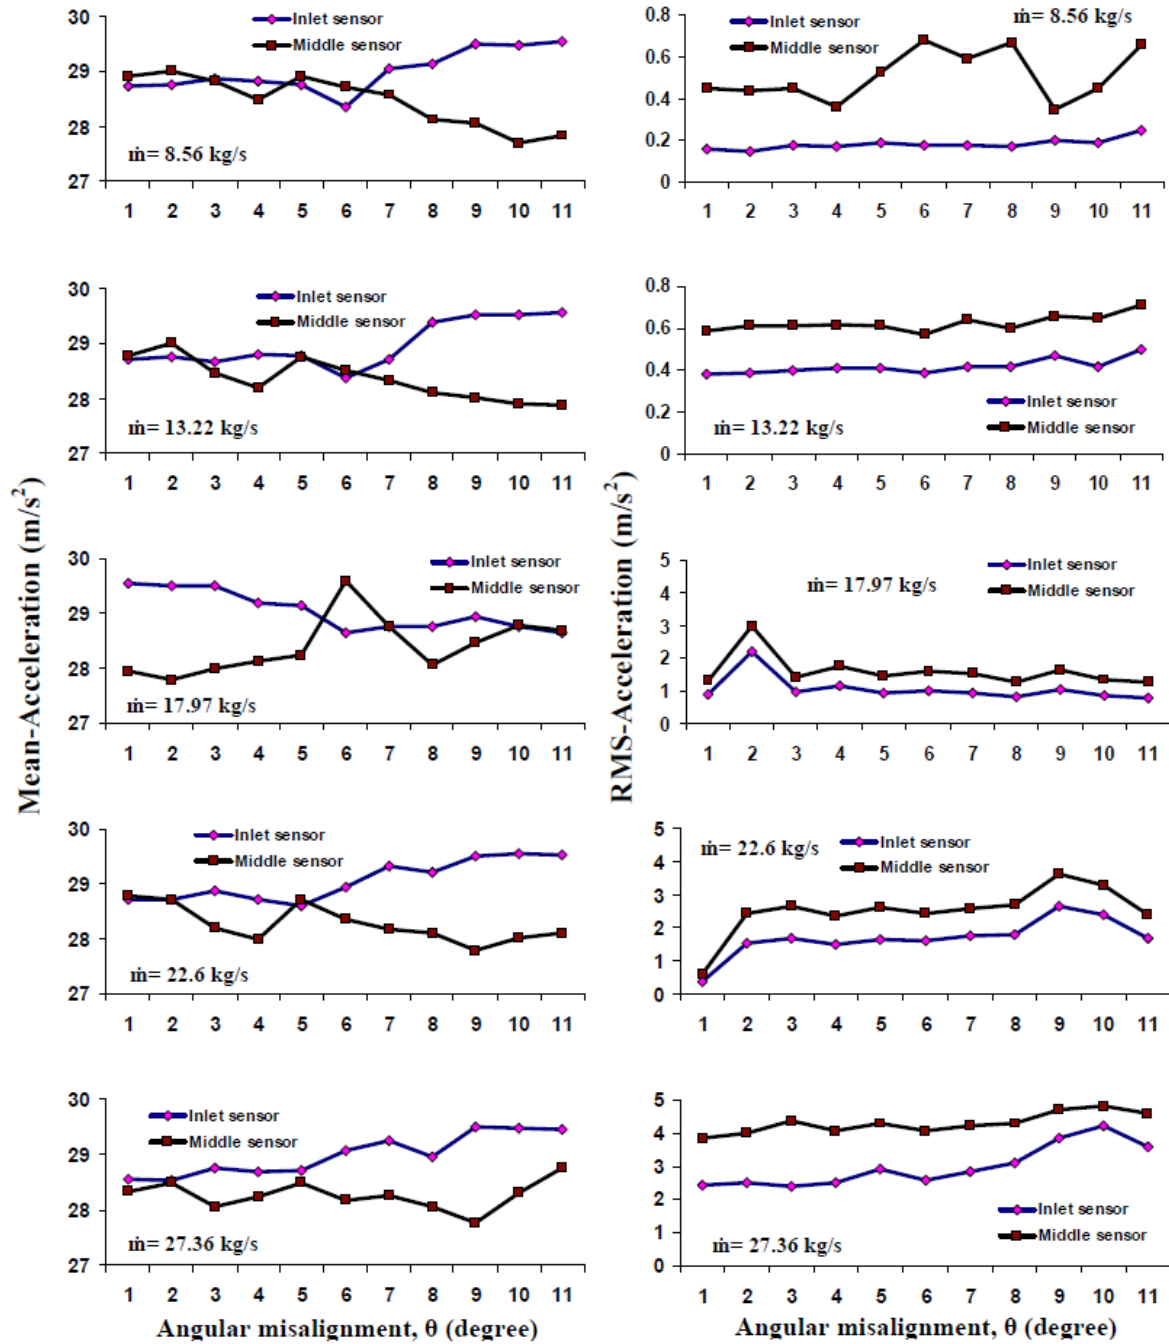 30
29
28
27
Inlet sensor
Middle sensor
ṁ= 8.56 kg/s
1 2 3 4 5 6 7 8 9 10 11
0.8
0.6
0.4
0.2
0
Inlet sensor
Middle sensor
ṁ= 8.56 kg/s
1 2 3 4 5 6 7 8 9 10 11
30
29
28
27
Inlet sensor
Middle sensor
ṁ= 13.22 kg/s
1 2 3 4 5 6 7 8 9 10 11
0.8
0.6
0.4
0.2
0
Inlet sensor
Middle sensor
ṁ= 13.22 kg/s
1 2 3 4 5 6 7 8 9 10 11
Mean-Acceleration (m/s²)
RMS-Acceleration (m/s²)
30
29
28
27
Inlet sensor
Middle sensor
ṁ= 17.97 kg/s
1 2 3 4 5 6 7 8 9 10 11
5
4
3
2
1
0
Inlet sensor
Middle sensor
ṁ= 17.97 kg/s
1 2 3 4 5 6 7 8 9 10 11
30
29
28
27
Inlet sensor
Middle sensor
ṁ= 22.6 kg/s
1 2 3 4 5 6 7 8 9 10 11
5
4
3
2
1
0
ṁ= 22.6 kg/s
Inlet sensor
Middle sensor
1 2 3 4 5 6 7 8 9 10 11
30
29
28
27
Inlet sensor
Middle sensor
ṁ= 27.36 kg/s
1 2 3 4 5 6 7 8 9 10 11
Angular misalignment, θ (degree)
5
4
3
2
1
0
Inlet sensor
Middle sensor
ṁ= 27.36 kg/s
1 2 3 4 5 6 7 8 9 10 11
Angular misalignment, θ (degree)